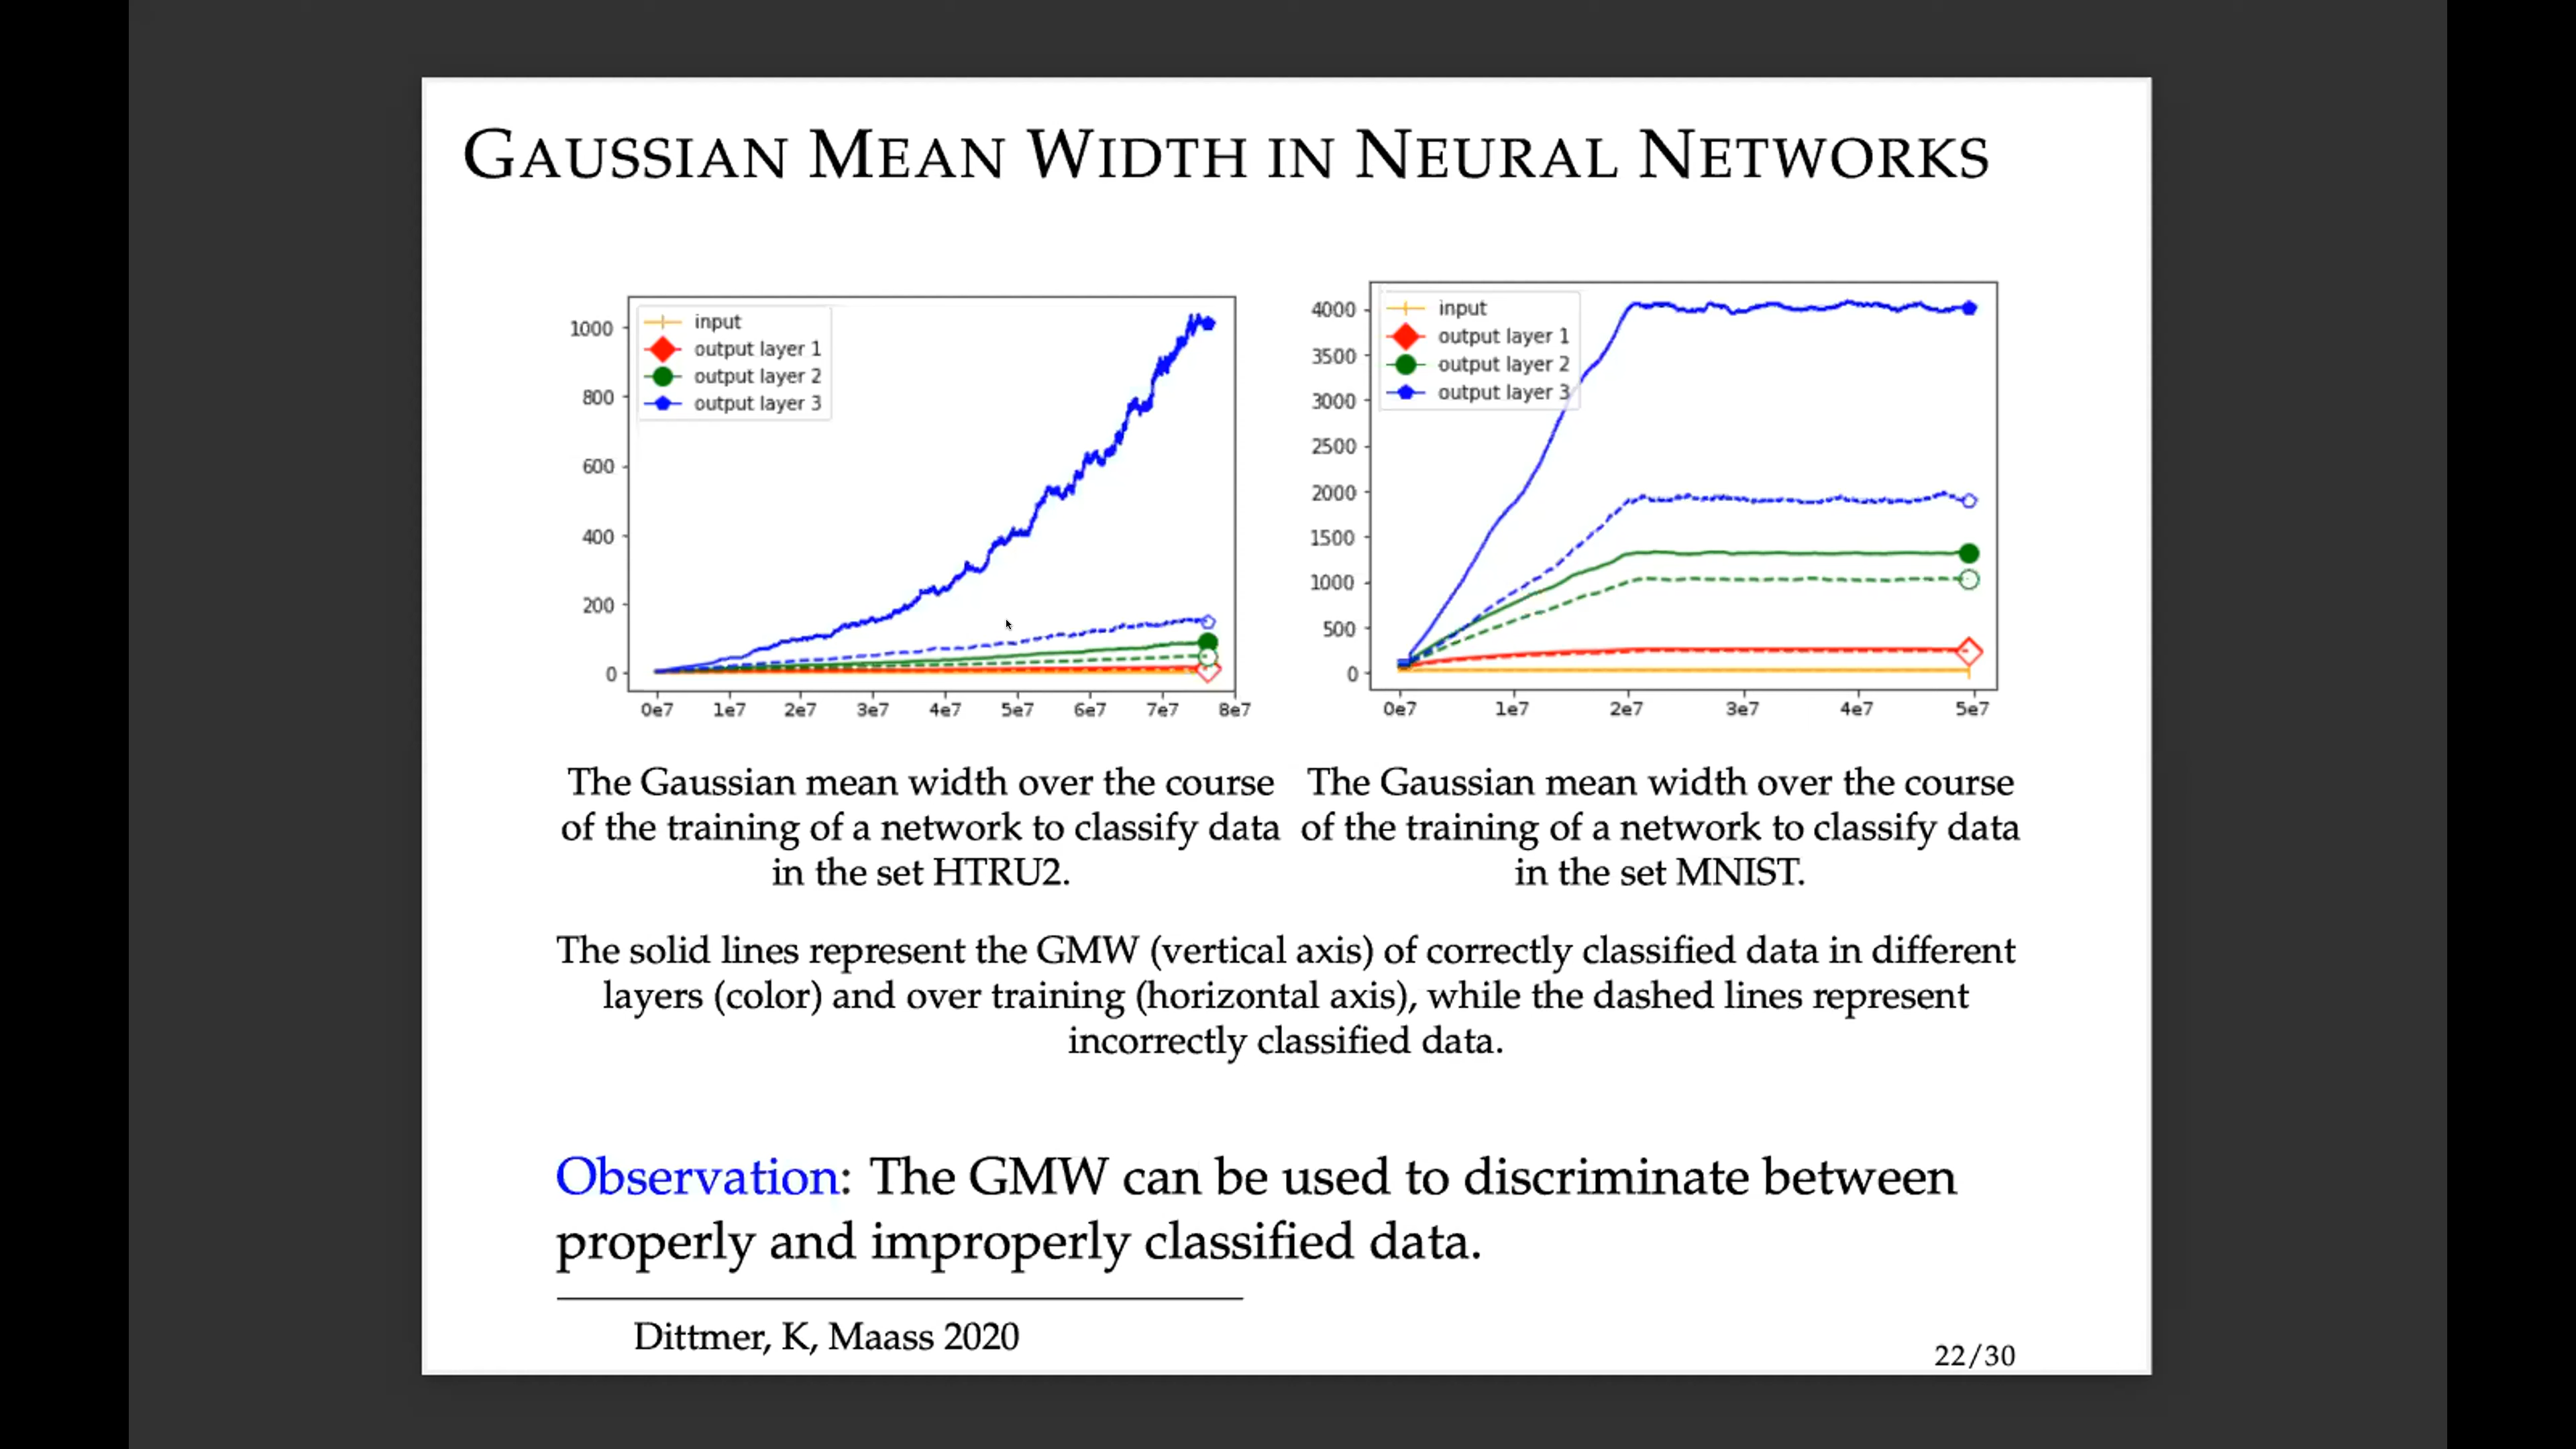 GAUSSIAN MEAN WIDTH IN NEURAL NETWORKS
input
output layer 1
output layer 2
output layer 3
1000
800
600
400
200
0
0e7 1e7 2e7 3e7 4e7 5e7 6e7 7e7 8e7
input
output layer 1
output layer 2
output layer 3
4000
3500
3000
2500
2000
1500
1000
500
0
0e7 1e7 2e7 3e7 4e7 5e7
The Gaussian mean width over the course
of the training of a network to classify data
in the set HTRU2.
The Gaussian mean width over the course
of the training of a network to classify data
in the set MNIST.
The solid lines represent the GMW (vertical axis) of correctly classified data in different
layers (color) and over training (horizontal axis), while the dashed lines represent
incorrectly classified data.
Observation: The GMW can be used to discriminate between
properly and improperly classified data.
Dittmer, K, Maass 2020
22/30